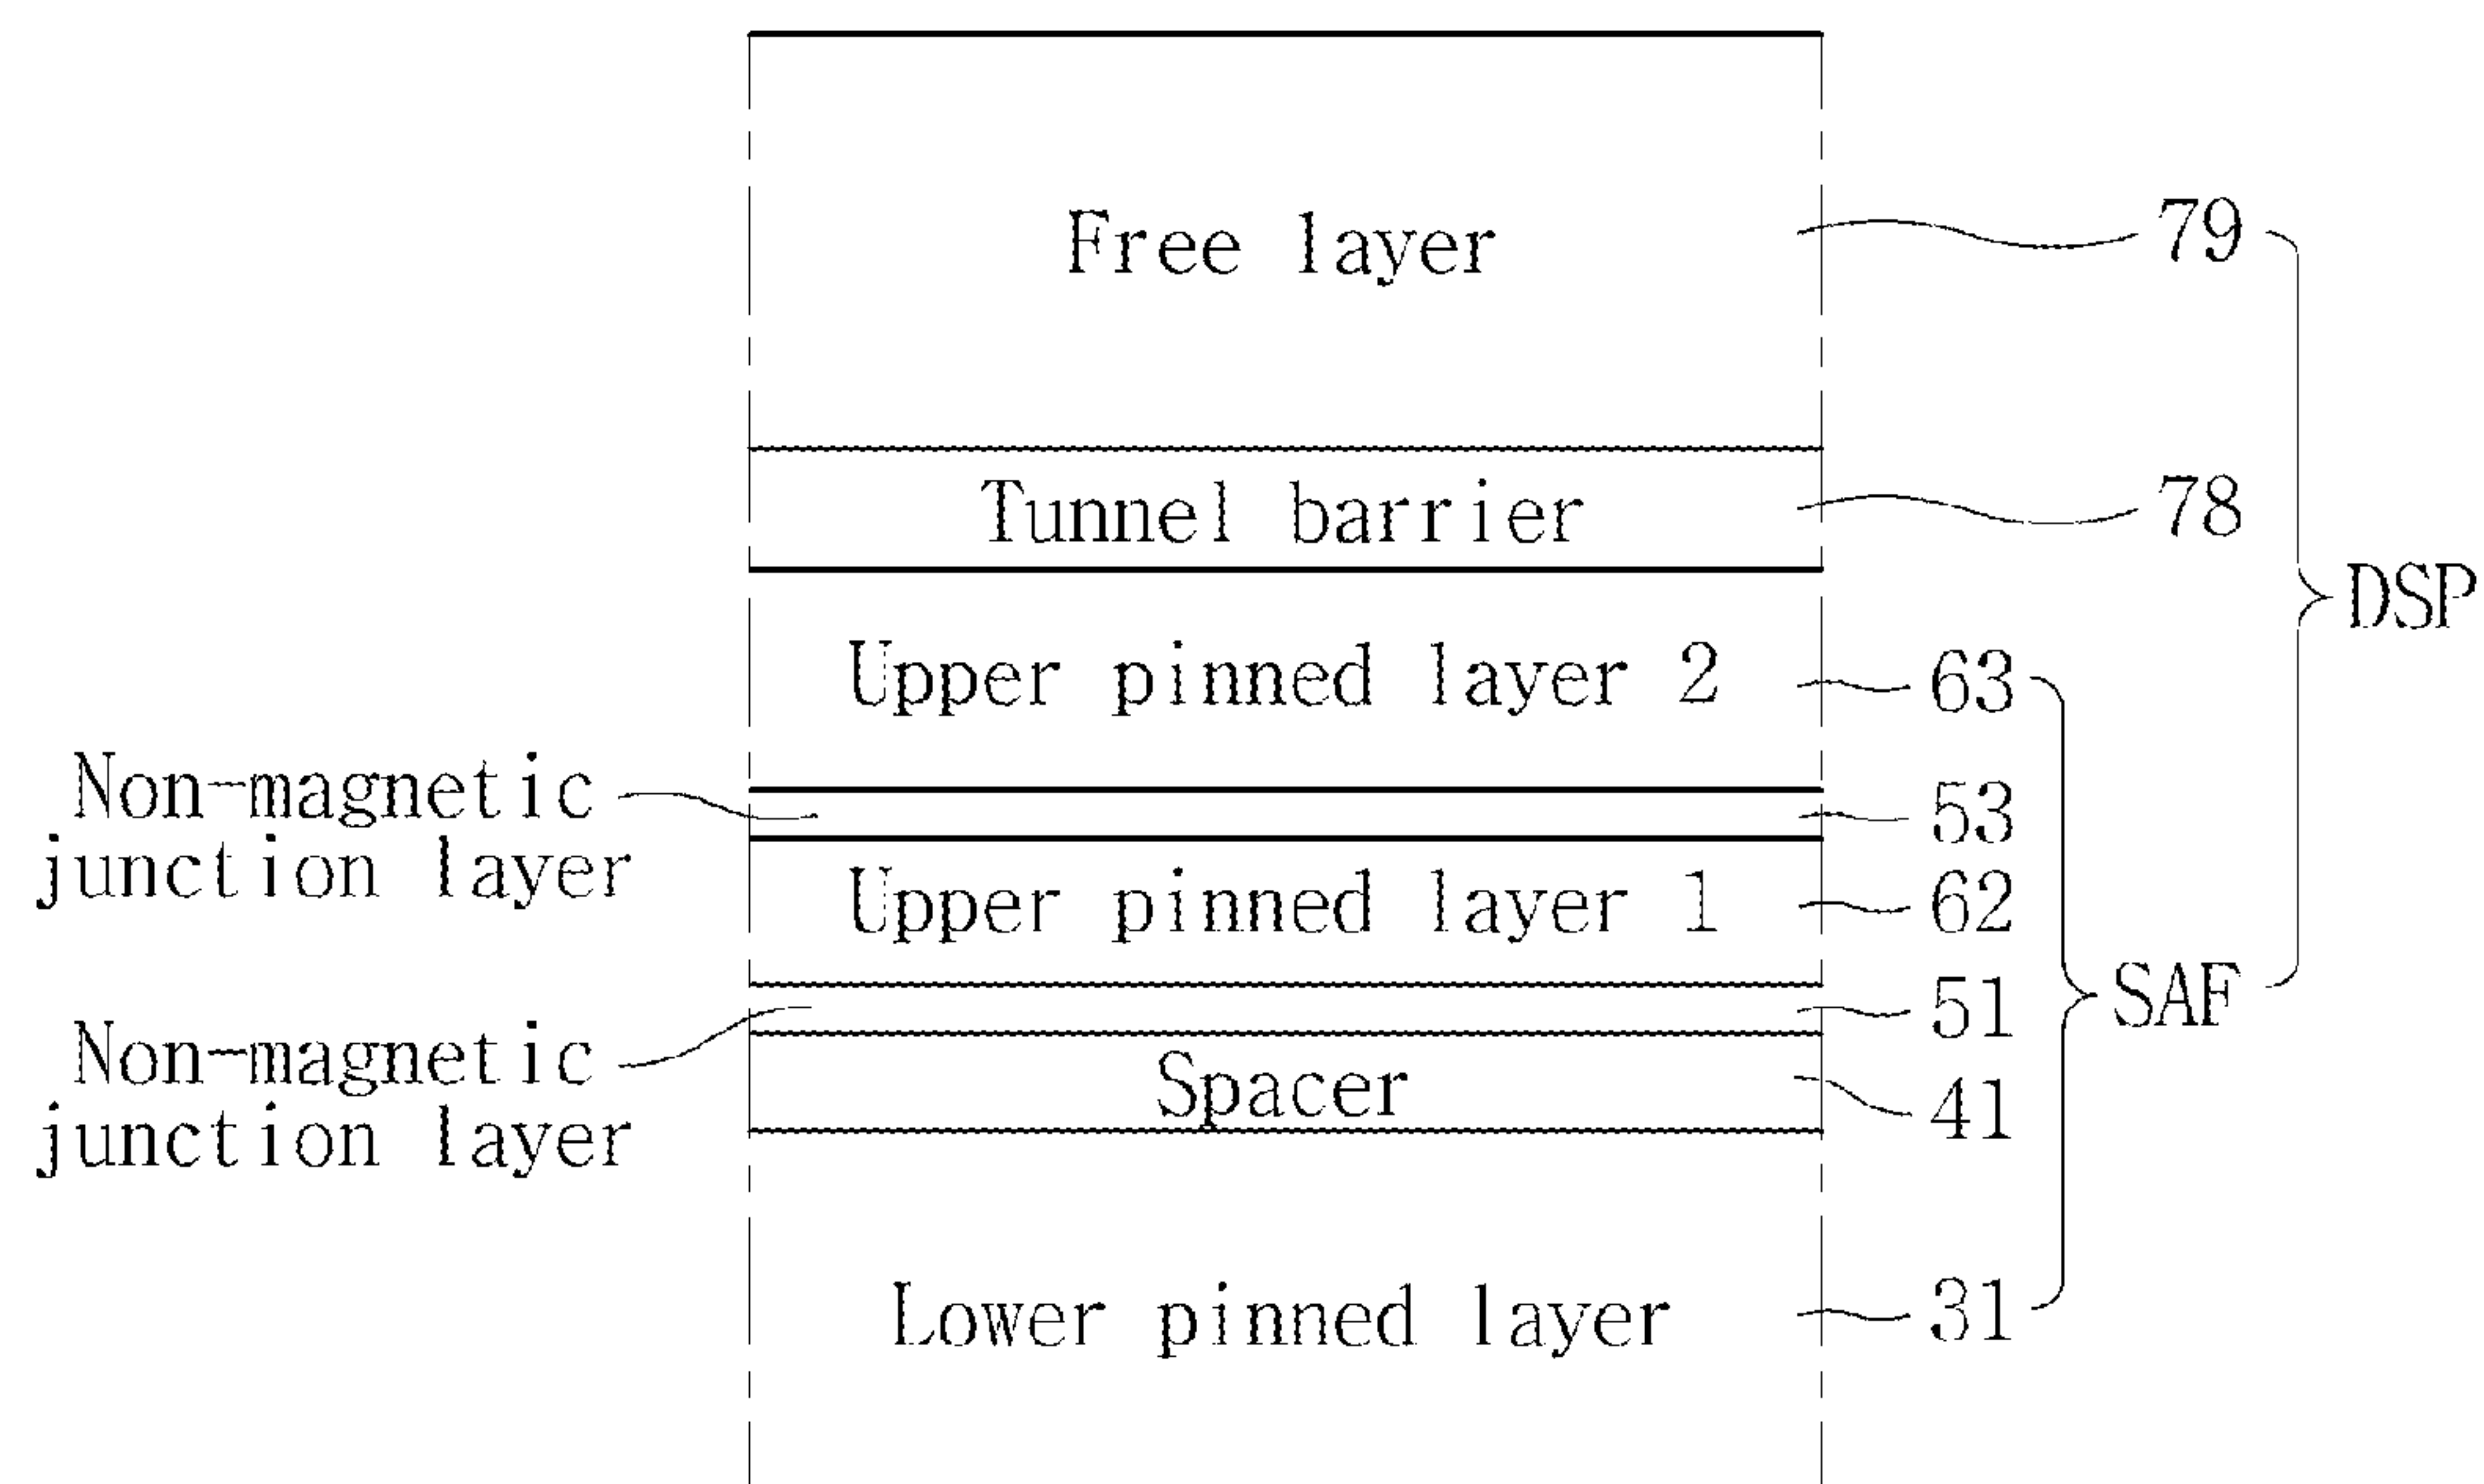 Free layer
79
Tunnel barrier
78
DSP
Upper pinned layer 2
63
Non-magnetic
junction layer
53
Upper pinned layer 1
62
SAF
51
Non-magnetic
junction layer
Spacer
41
Lower pinned layer
31